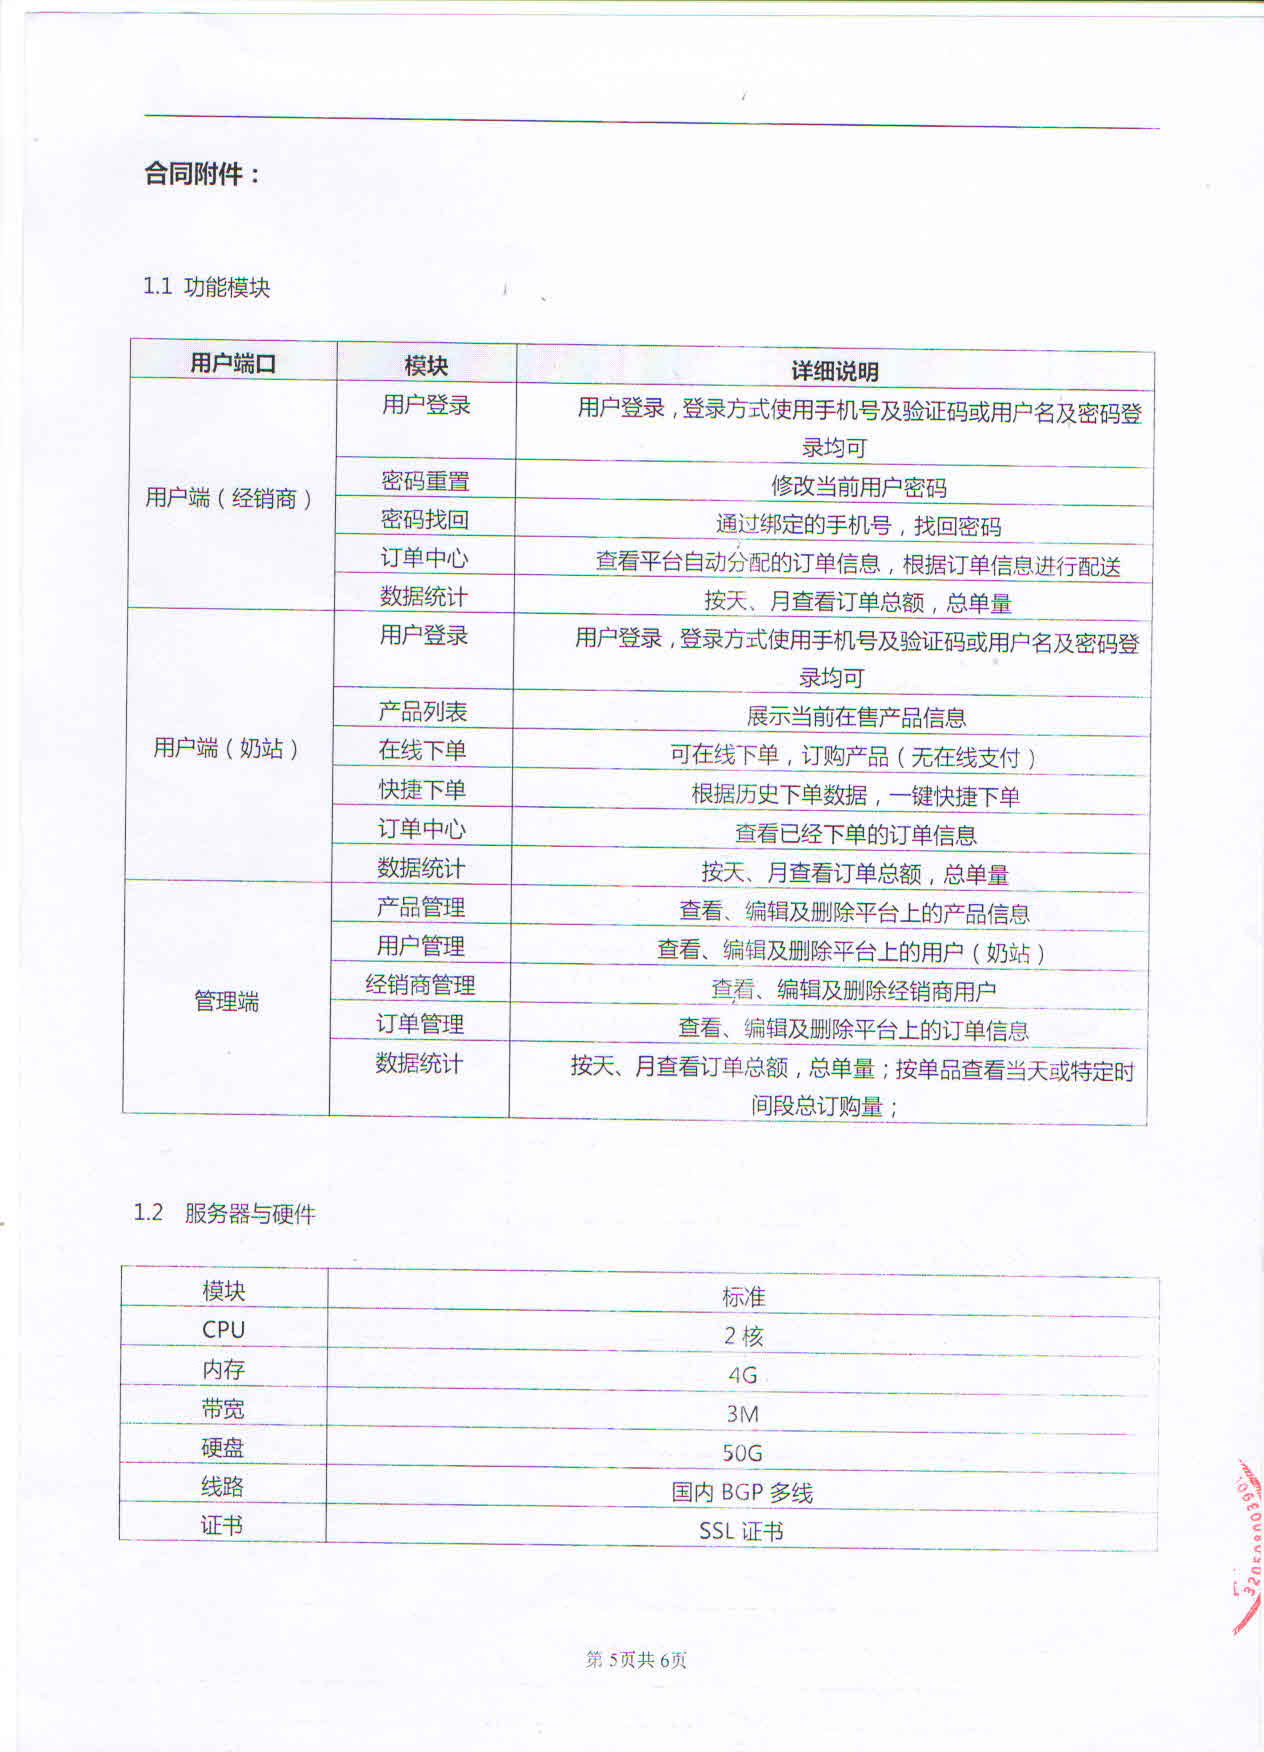 合同附件：
1.1 功能模块
用户端口 模块 详细说明
用户端（经销商）
用户登录 用户登录，登录方式使用手机号及验证码或用户名及密码登
录均可
密码重置 修改当前用户密码
密码找回 通过绑定的手机号，找回密码
订单中心 查看平台自动分配的订单信息，根据订单信息进行配送
数据统计 按天、月查看订单总额，总单量
用户端（奶站）
用户登录 用户登录，登录方式使用手机号及验证码或用户名及密码登
录均可
产品列表 展示当前在售产品信息
在线下单 可在线下单，订购产品（无在线支付）
快捷下单 根据历史下单数据，一键快捷下单
订单中心 查看已经下单的订单信息
数据统计 按天、月查看订单总额，总单量
管理端
产品管理 查看、编辑及删除平台上的产品信息
用户管理 查看、编辑及删除平台上的用户（奶站）
经销商管理 查看、编辑及删除经销商用户
订单管理 查看、编辑及删除平台上的订单信息
数据统计 按天、月查看订单总额，总单量；按单品查看当天或特定时
间段总订购量；
1.2 服务器与硬件
模块 标准
CPU 2 核
内存 4G
带宽 3M
硬盘 50G
线路 国内 BGP 多线
证书 SSL 证书
第 5页共 6页